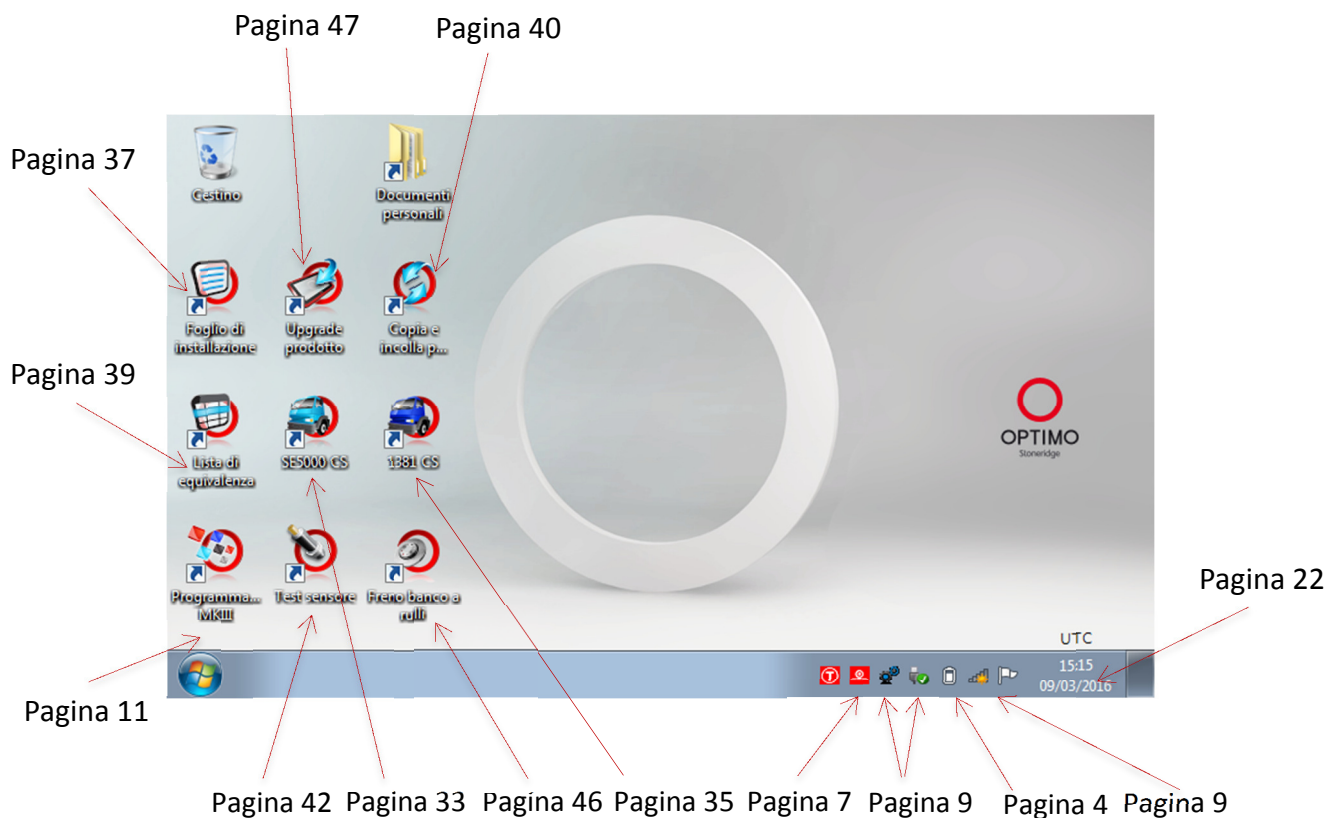 Pagina 47
Pagina 40
Pagina 37
Cestino
Documenti
personali
Foglio di
installazione
Upgrade
prodotto
Copia e
incolla p...
Pagina 39
Lista di
equivalenza
SE5000 CS
1381 CS
OPTIMO
Stoneridge
Programma...
MKIII
Test sensore
Freno banco a
rulli
Pagina 22
UTC
15:15
09/03/2016
Pagina 11
Pagina 42
Pagina 33
Pagina 46
Pagina 35
Pagina 7
Pagina 9
Pagina 4
Pagina 9